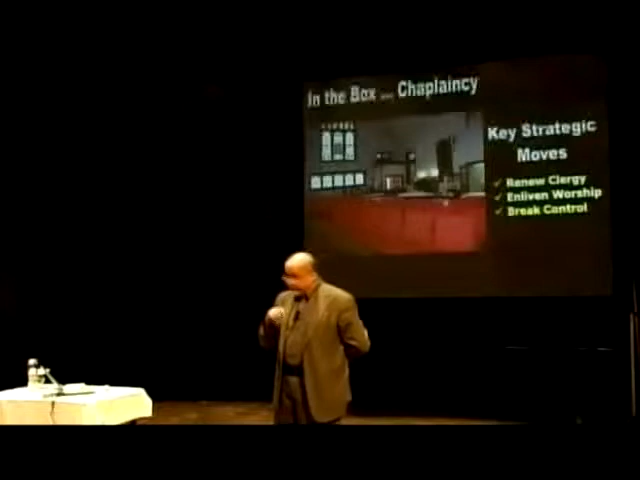 In the Box ... Chaplaincy
Key Strategic
Moves
✓ Renew Clergy
✓ Enliven Worship
✓ Break Control